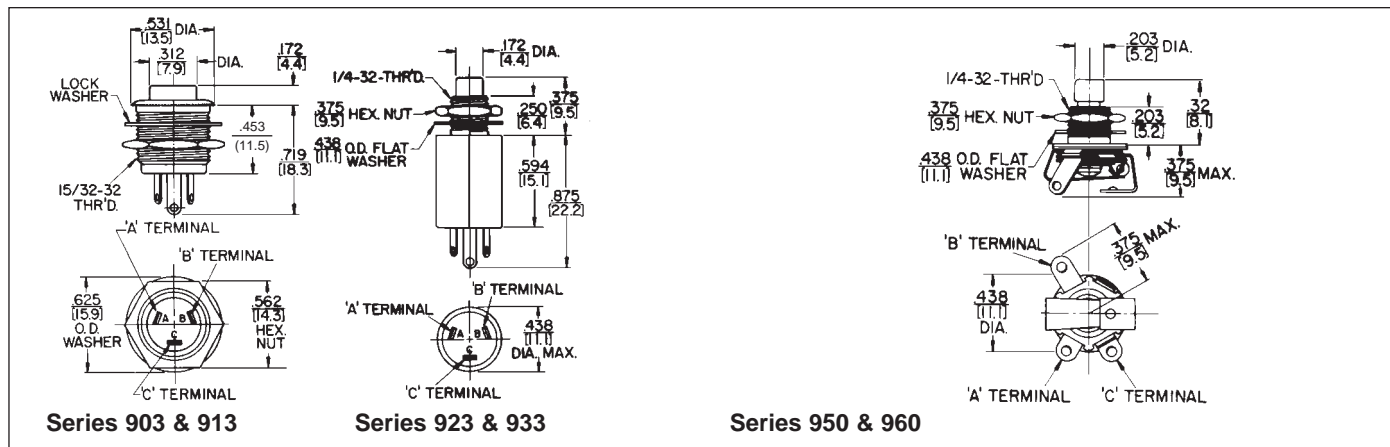 .531
[13.5] DIA.
.312
[7.9] DIA.
.172
[4.4]
LOCK
WASHER
.453
(11.5)
.719
[18.3]
15/32-32
THR'D.
'A' TERMINAL
'B' TERMINAL
.625
[15.9]
O.D.
WASHER
A B
C
.562
[14.3]
HEX.
NUT
'C' TERMINAL
Series 903 & 913
.172
[4.4] DIA.
1/4-32-THR'D.
.375
[9.5] HEX. NUT
.250
[6.4]
.375
[9.5]
.438
[11.1] O.D. FLAT
WASHER
.594
[15.1]
.875
[22.2]
'A' TERMINAL
'B' TERMINAL
A B
C
.438
[11.1]
DIA. MAX.
'C' TERMINAL
Series 923 & 933
.203
[5.2] DIA.
1/4-32-THR'D
.375
[9.5] HEX. NUT
.203
[5.2]
.32
[8.1]
.438
[11.1] O.D. FLAT
WASHER
.375
[9.5] MAX.
'B' TERMINAL
.375
[9.5] MAX.
.438
[11.1]
DIA.
'A' TERMINAL
'C' TERMINAL
Series 950 & 960